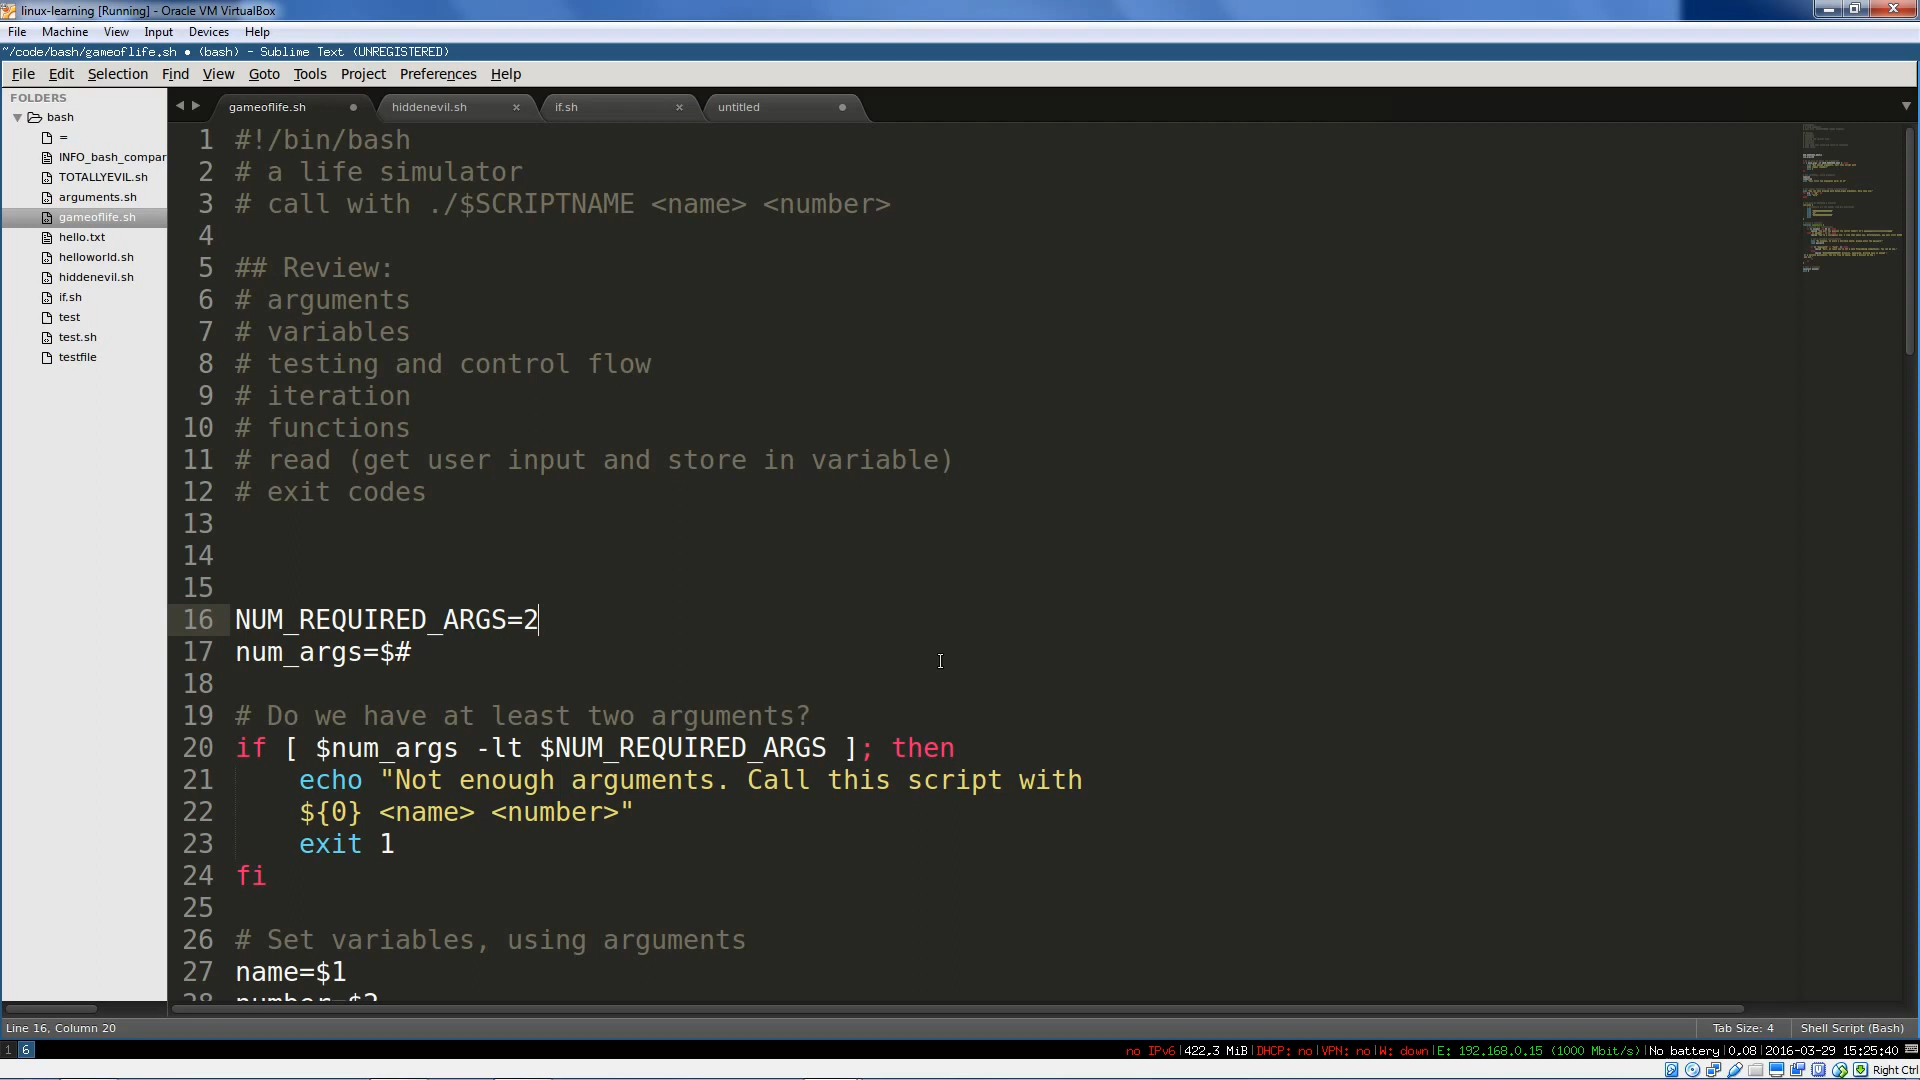 linux-learning [Running] - Oracle VM VirtualBox
File Machine View Input Devices Help
~/code/bash/gameoflife.sh • (bash) - Sublime Text (UNREGISTERED)
File Edit Selection Find View Goto Tools Project Preferences Help
FOLDERS
bash
=
INFO_bash_compar
TOTALLYEVIL.sh
arguments.sh
gameoflife.sh
hello.txt
helloworld.sh
hiddenevil.sh
if.sh
test
test.sh
testfile
gameoflife.sh hiddenevil.sh if.sh untitled
1 #!/bin/bash
2 # a life simulator
3 # call with ./$SCRIPTNAME <name> <number>
4
5 ## Review:
6 # arguments
7 # variables
8 # testing and control flow
9 # iteration
10 # functions
11 # read (get user input and store in variable)
12 # exit codes
13
14
15
16 NUM_REQUIRED_ARGS=2
17 num_args=$#
18
19 # Do we have at least two arguments?
20 if [ $num_args -lt $NUM_REQUIRED_ARGS ]; then
21 echo "Not enough arguments. Call this script with
22 ${0} <name> <number>"
23 exit 1
24 fi
25
26 # Set variables, using arguments
27 name=$1
28 number=$2
Line 16, Column 20 Tab Size: 4 Shell Script (Bash)
1 6 no IPv6|422.3 MiB|DHCP: no|VPN: no|W: down|E: 192.168.0.15 (1000 Mbit/s)|No battery|0.08|2016-03-29 15:25:40
Right Ctrl